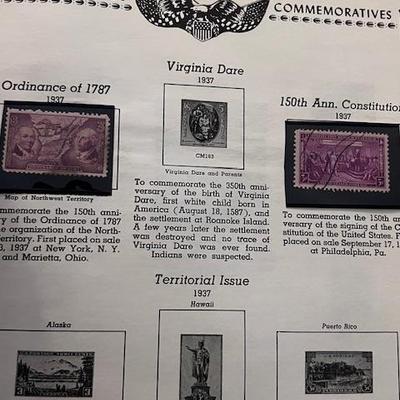 COMMEMORATIVES
Ordinance of 1787
1937
Map of Northwest Territory
commemorate the 150th anni-
of the Ordinance of 1787
the organization of the North-
erritory. First placed on sale
3, 1937 at New York, N. Y.
and Marietta, Ohio.
Virginia Dare
1937
CM103
Virginia Dare and Parents
To commemorate the 350th anni-
versary of the birth of Virginia
Dare, first white child born in
America (August 18, 1587), and
the settlement at Roanoke Island.
A few years later the settlement
was destroyed and no trace of
Virginia Dare was ever found.
Indians were suspected.
150th Ann. Constitution
1937
To commemorate the 150th an
versary of the signing of the C
stitution of the United States. F
placed on sale September 17, 1
at Philadelphia, Pa.
Territorial Issue
1937
Alaska
Hawaii
Puerto Rico